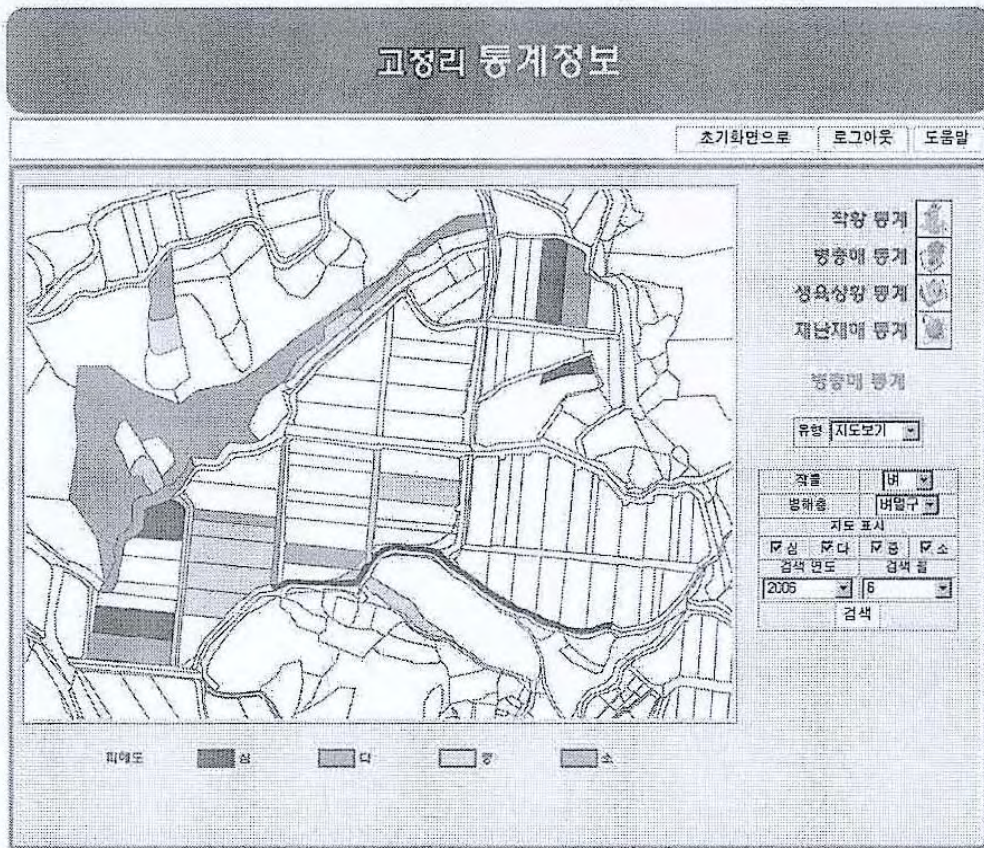 고정리 통계정보
초기화면으로 로그아웃 도움말
작황 통계
병충해 통계
생육상황 통계
재난재해 통계
병충해 통계
유형 지도보기
작물 벼
병해충 벼멸구
지도 표시
심 다 중 소
검색 연도 검색 월
2006 6
검색
피해도 심 다 중 소